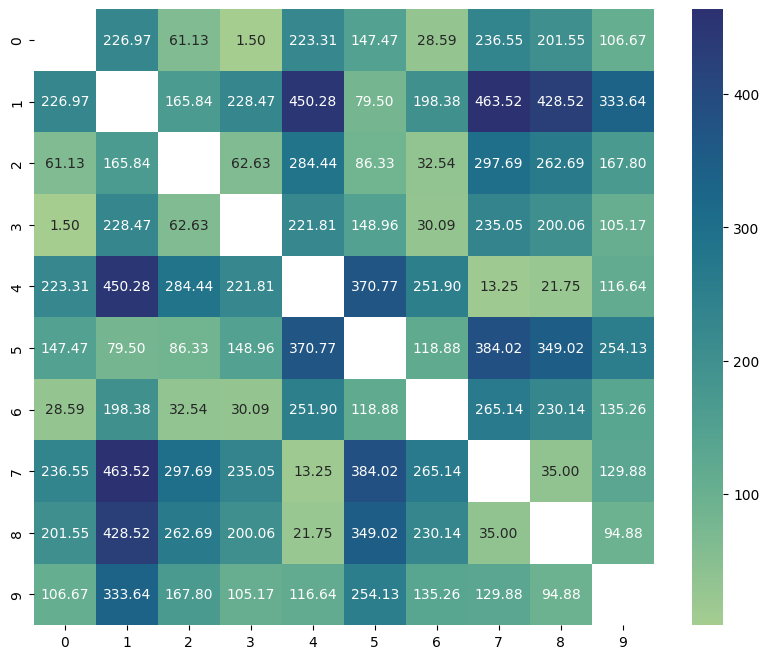 0 226.97 61.13 1.50 223.31 147.47 28.59 236.55 201.55 106.67
1 226.97 165.84 228.47 450.28 79.50 198.38 463.52 428.52 333.64
2 61.13 165.84 62.63 284.44 86.33 32.54 297.69 262.69 167.80
3 1.50 228.47 62.63 221.81 148.96 30.09 235.05 200.06 105.17
4 223.31 450.28 284.44 221.81 370.77 251.90 13.25 21.75 116.64
5 147.47 79.50 86.33 148.96 370.77 118.88 384.02 349.02 254.13
6 28.59 198.38 32.54 30.09 251.90 118.88 265.14 230.14 135.26
7 236.55 463.52 297.69 235.05 13.25 384.02 265.14 35.00 129.88
8 201.55 428.52 262.69 200.06 21.75 349.02 230.14 35.00 94.88
9 106.67 333.64 167.80 105.17 116.64 254.13 135.26 129.88 94.88
0 1 2 3 4 5 6 7 8 9
400
300
200
100